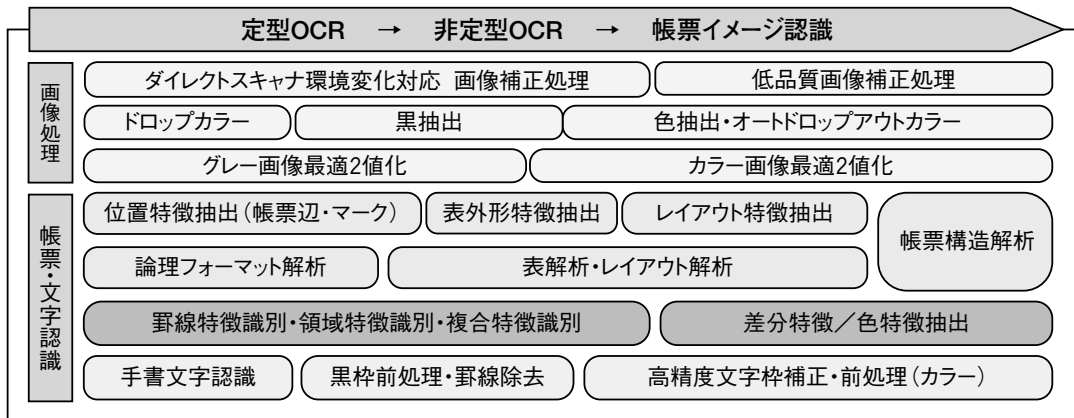 定型OCR → 非定型OCR → 帳票イメージ認識
画像処理
ダイレクトスキャナ環境変化対応 画像補正処理
低品質画像補正処理
ドロップカラー
黒抽出
色抽出・オートドロップアウトカラー
グレー画像最適2値化
カラー画像最適2値化
帳票・文字認識
位置特徴抽出（帳票辺・マーク）
表外形特徴抽出
レイアウト特徴抽出
帳票構造解析
論理フォーマット解析
表解析・レイアウト解析
罫線特徴識別・領域特徴識別・複合特徴識別
差分特徴／色特徴抽出
手書文字認識
黒枠前処理・罫線除去
高精度文字枠補正・前処理（カラー）